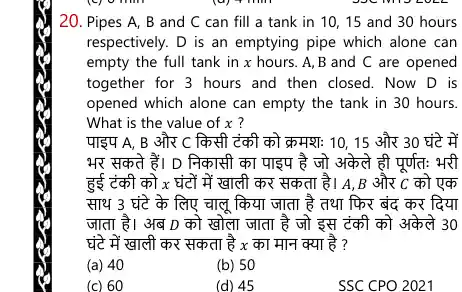 20. Pipes A, B and C can fill a tank in 10, 15 and 30 hours
respectively. D is an emptying pipe which alone can
empty the full tank in x hours. A, B and C are opened
together for 3 hours and then closed. Now D is
opened which alone can empty the tank in 30 hours.
What is the value of x ?
पाइप A, B और C किसी टंकी को क्रमशः 10, 15 और 30 घंटे में
भर सकते हैं। D निकासी का पाइप है जो अकेले ही पूर्णतः भरी
हुई टंकी को x घंटों में खाली कर सकता है। A, B और C को एक
साथ 3 घंटे के लिए चालू किया जाता है तथा फिर बंद कर दिया
जाता है। अब D को खोला जाता है जो इस टंकी को अकेले 30
घंटे में खाली कर सकता है x का मान क्या है ?
(a) 40 (b) 50
(c) 60 (d) 45 SSC CPO 2021